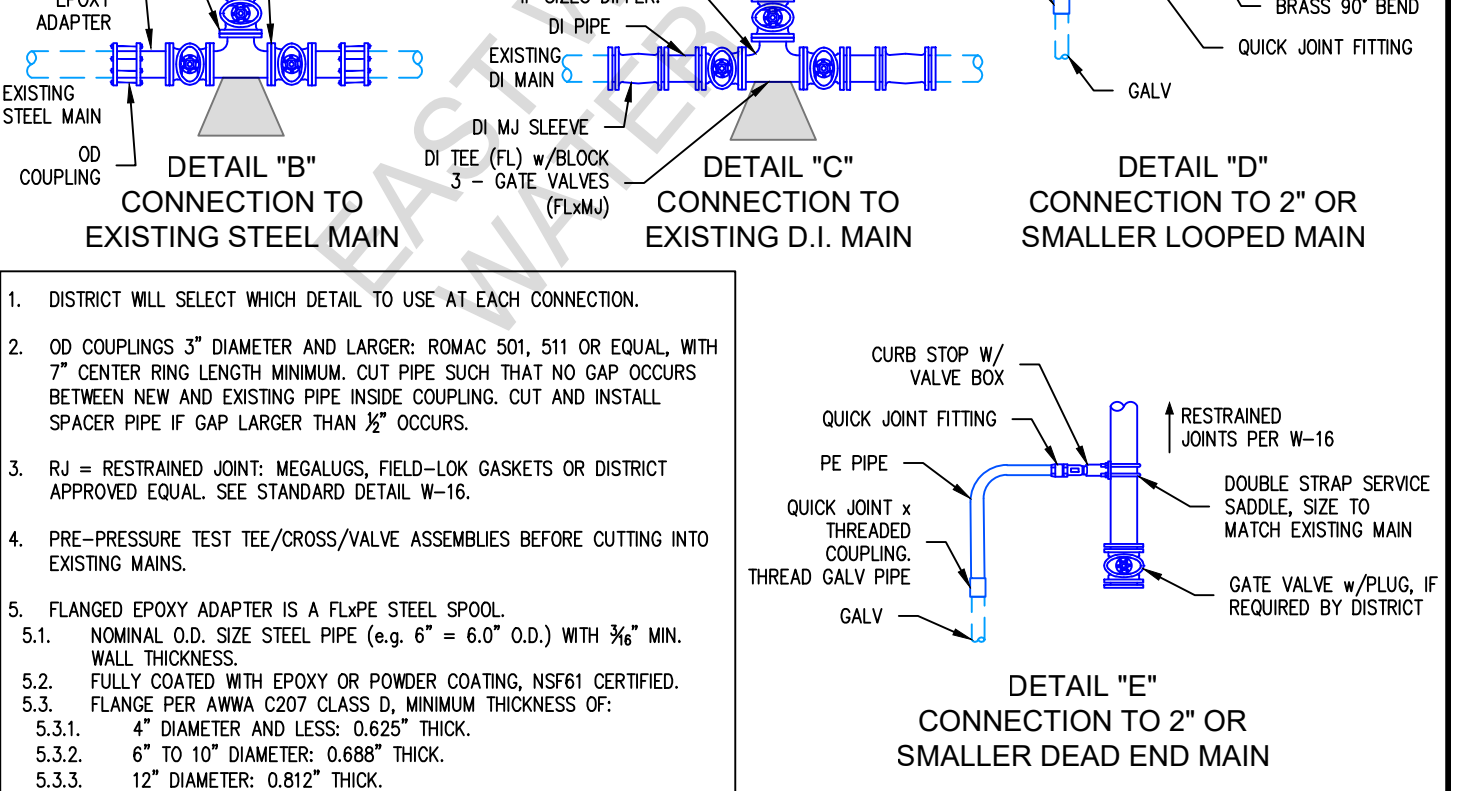 EPOXY
ADAPTER
EXISTING
STEEL MAIN
OD
COUPLING
DETAIL "B"
CONNECTION TO
EXISTING STEEL MAIN
DI PIPE
EXISTING
DI MAIN
DI MJ SLEEVE
DI TEE (FL) w/BLOCK
3 - GATE VALVES
(FLxMJ)
DETAIL "C"
CONNECTION TO
EXISTING D.I. MAIN
BRASS 90° BEND
QUICK JOINT FITTING
GALV
DETAIL "D"
CONNECTION TO 2" OR
SMALLER LOOPED MAIN
EAST
WATER
1. DISTRICT WILL SELECT WHICH DETAIL TO USE AT EACH CONNECTION.
2. OD COUPLINGS 3" DIAMETER AND LARGER: ROMAC 501, 511 OR EQUAL, WITH
7" CENTER RING LENGTH MINIMUM. CUT PIPE SUCH THAT NO GAP OCCURS
BETWEEN NEW AND EXISTING PIPE INSIDE COUPLING. CUT AND INSTALL
SPACER PIPE IF GAP LARGER THAN ½" OCCURS.
3. RJ = RESTRAINED JOINT: MEGALUGS, FIELD-LOK GASKETS OR DISTRICT
APPROVED EQUAL. SEE STANDARD DETAIL W-16.
4. PRE-PRESSURE TEST TEE/CROSS/VALVE ASSEMBLIES BEFORE CUTTING INTO
EXISTING MAINS.
5. FLANGED EPOXY ADAPTER IS A FLxPE STEEL SPOOL.
5.1. NOMINAL O.D. SIZE STEEL PIPE (e.g. 6" = 6.0" O.D.) WITH 3/16" MIN.
WALL THICKNESS.
5.2. FULLY COATED WITH EPOXY OR POWDER COATING, NSF61 CERTIFIED.
5.3. FLANGE PER AWWA C207 CLASS D, MINIMUM THICKNESS OF:
5.3.1. 4" DIAMETER AND LESS: 0.625" THICK.
5.3.2. 6" TO 10" DIAMETER: 0.688" THICK.
5.3.3. 12" DIAMETER: 0.812" THICK.
CURB STOP W/
VALVE BOX
QUICK JOINT FITTING
PE PIPE
QUICK JOINT x
THREADED
COUPLING.
THREAD GALV PIPE
GALV
RESTRAINED
JOINTS PER W-16
DOUBLE STRAP SERVICE
SADDLE, SIZE TO
MATCH EXISTING MAIN
GATE VALVE w/PLUG, IF
REQUIRED BY DISTRICT
DETAIL "E"
CONNECTION TO 2" OR
SMALLER DEAD END MAIN